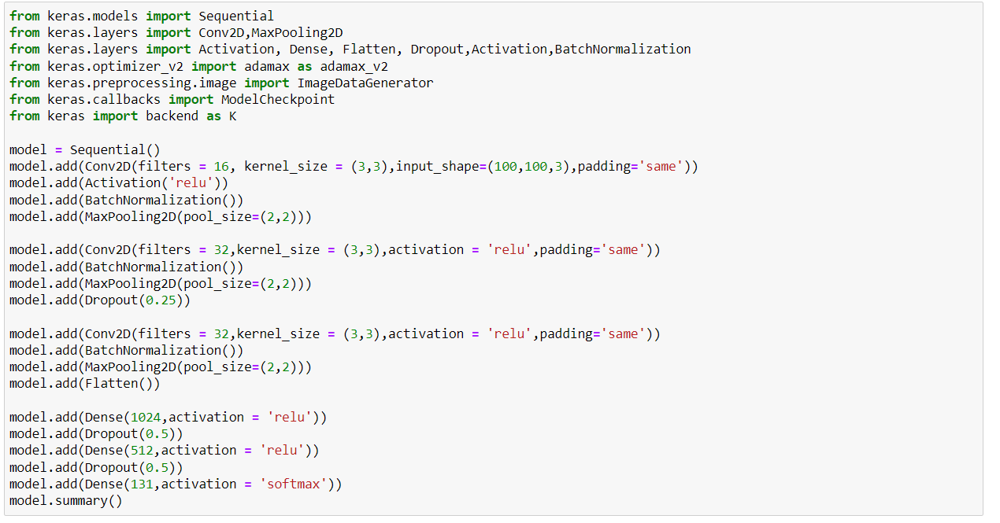 from keras.models import Sequential
from keras.layers import Conv2D,MaxPooling2D
from keras.layers import Activation, Dense, Flatten, Dropout,Activation,BatchNormalization
from keras.optimizer_v2 import adamax as adamax_v2
from keras.preprocessing.image import ImageDataGenerator
from keras.callbacks import ModelCheckpoint
from keras import backend as K

model = Sequential()
model.add(Conv2D(filters = 16, kernel_size = (3,3),input_shape=(100,100,3),padding='same'))
model.add(Activation('relu'))
model.add(BatchNormalization())
model.add(MaxPooling2D(pool_size=(2,2)))

model.add(Conv2D(filters = 32,kernel_size = (3,3),activation = 'relu',padding='same'))
model.add(BatchNormalization())
model.add(MaxPooling2D(pool_size=(2,2)))
model.add(Dropout(0.25))

model.add(Conv2D(filters = 32,kernel_size = (3,3),activation = 'relu',padding='same'))
model.add(BatchNormalization())
model.add(MaxPooling2D(pool_size=(2,2)))
model.add(Flatten())

model.add(Dense(1024,activation = 'relu'))
model.add(Dropout(0.5))
model.add(Dense(512,activation = 'relu'))
model.add(Dropout(0.5))
model.add(Dense(131,activation = 'softmax'))
model.summary()